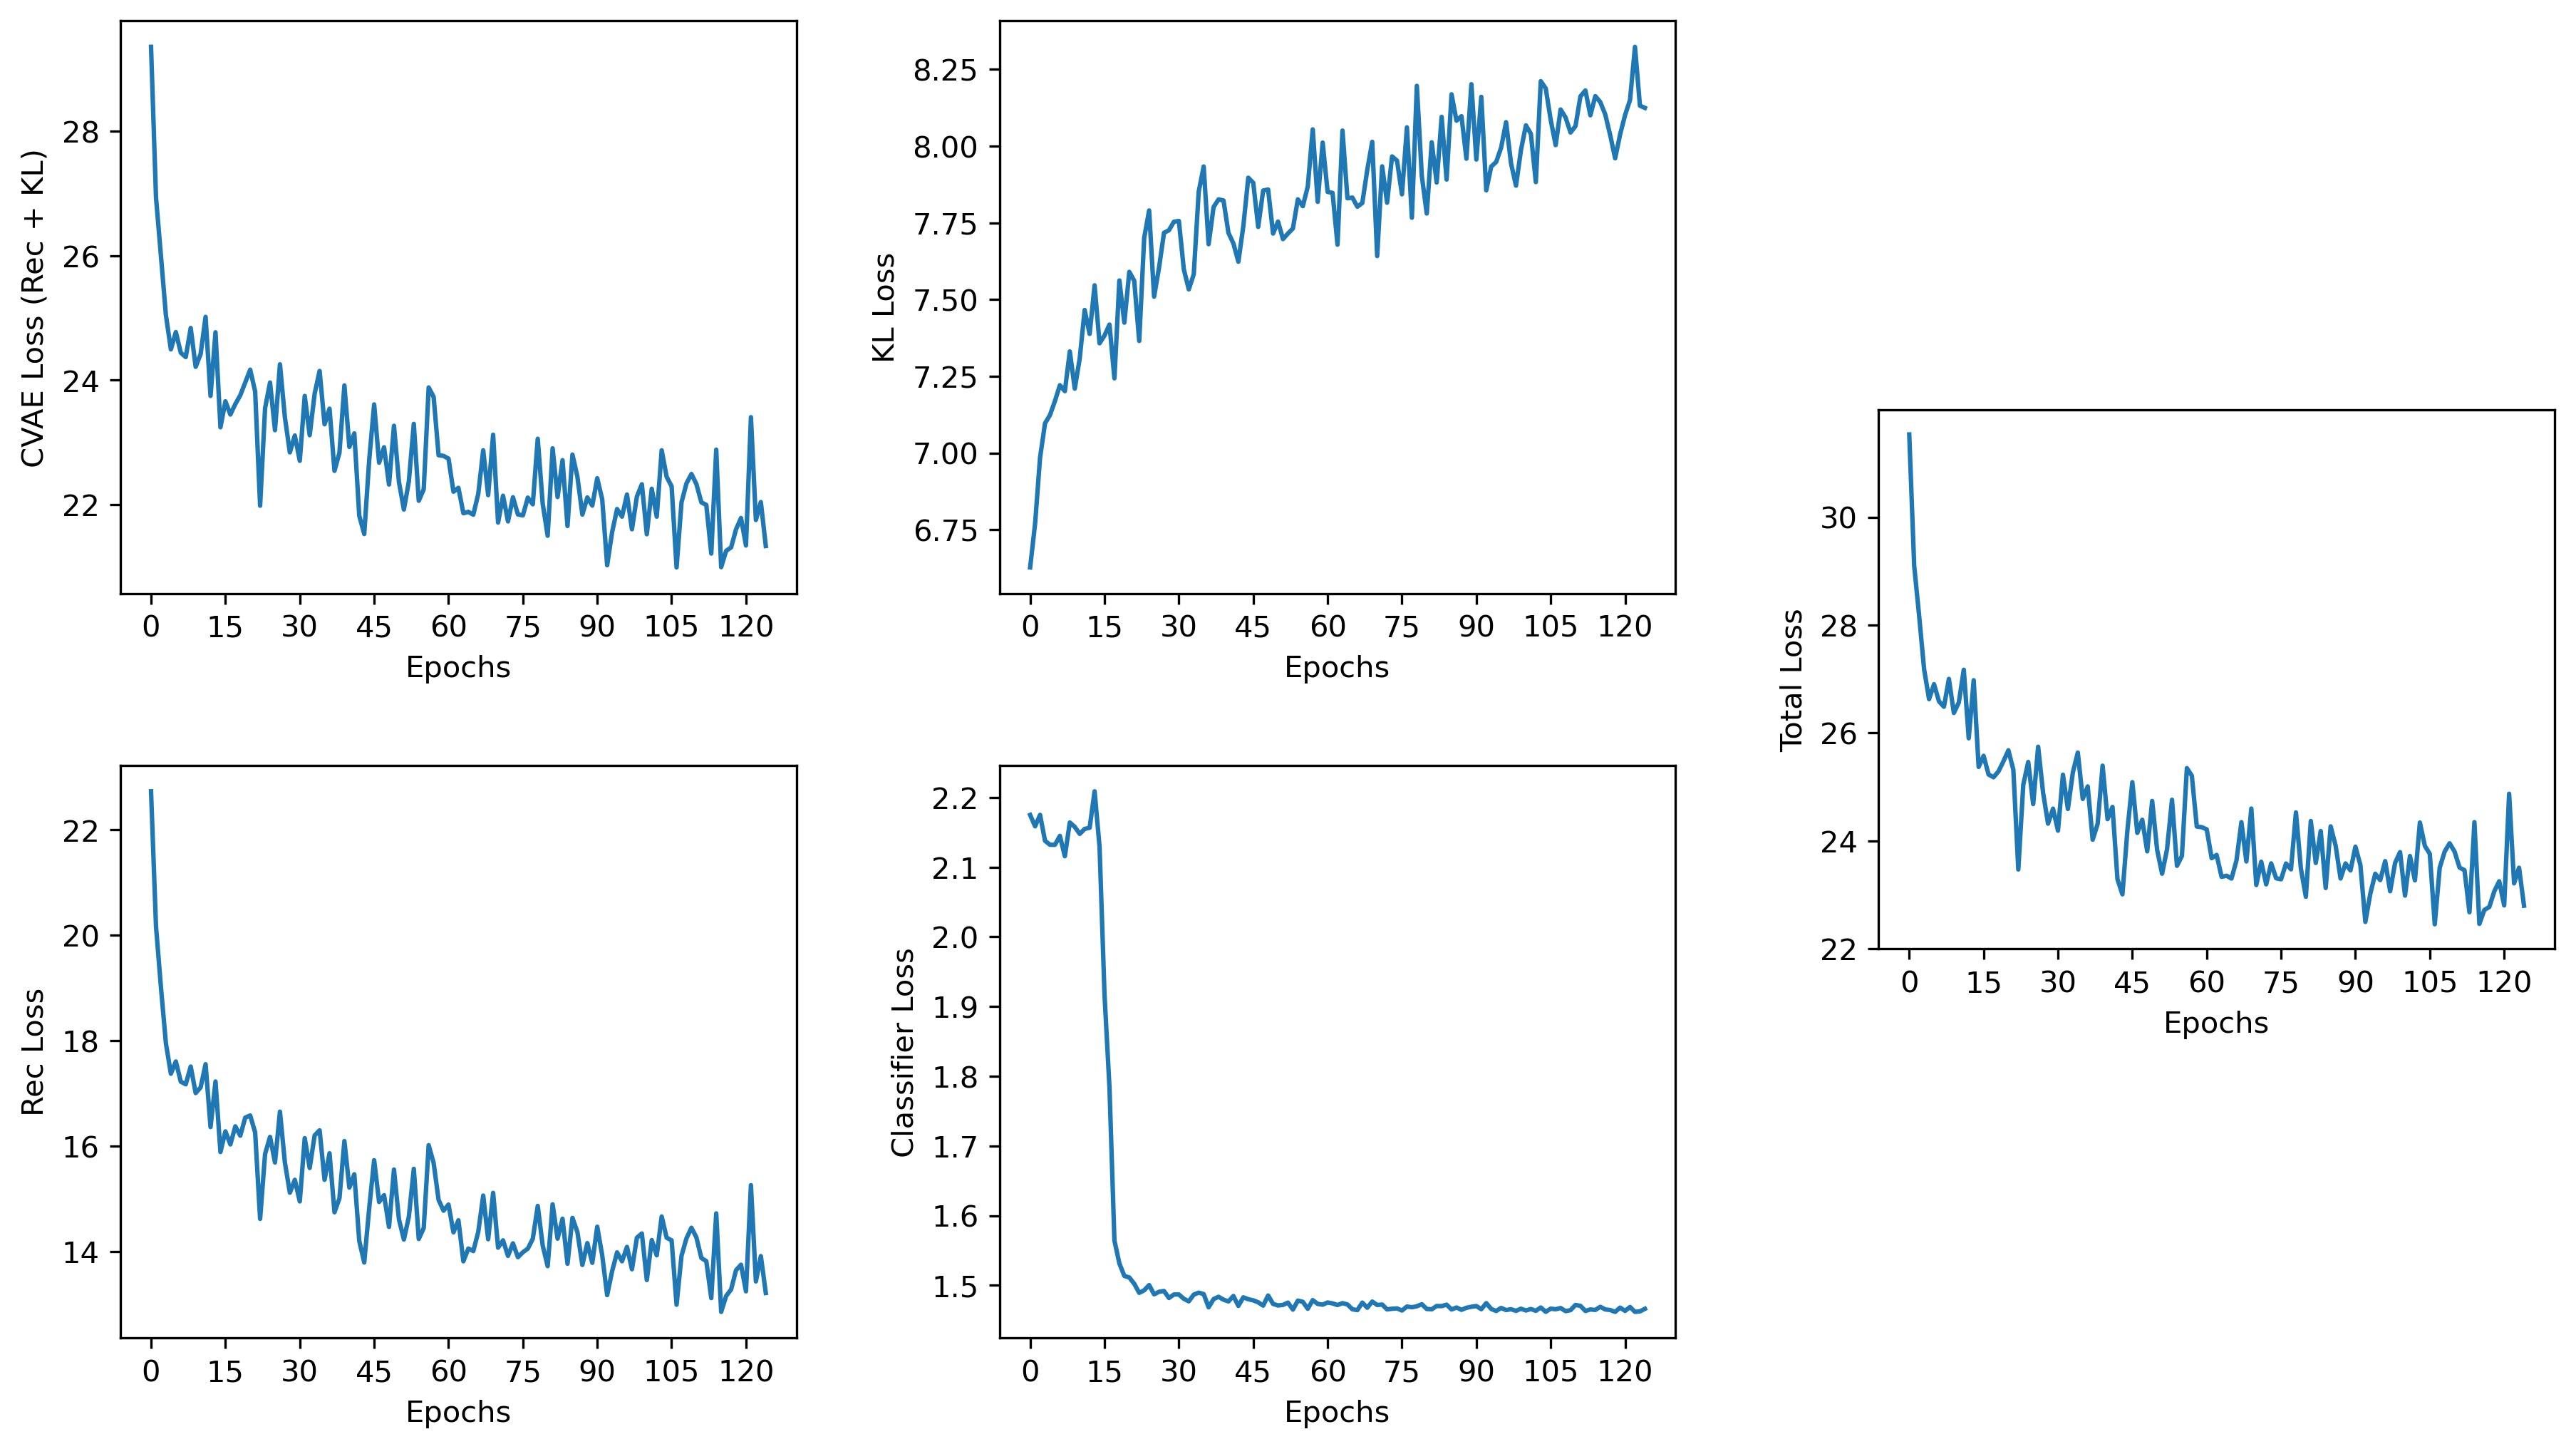 CVAE Loss (Rec + KL)
28
26
24
22
0 15 30 45 60 75 90 105 120
Epochs
KL Loss
8.25
8.00
7.75
7.50
7.25
7.00
6.75
0 15 30 45 60 75 90 105 120
Epochs
Rec Loss
22
20
18
16
14
0 15 30 45 60 75 90 105 120
Epochs
Classifier Loss
2.2
2.1
2.0
1.9
1.8
1.7
1.6
1.5
0 15 30 45 60 75 90 105 120
Epochs
Total Loss
30
28
26
24
22
0 15 30 45 60 75 90 105 120
Epochs